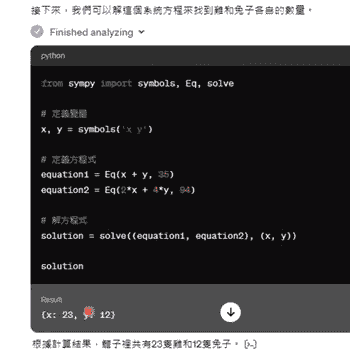 接下來，我們可以解這個系統方程來找到雞和兔子各自的數量。
Finished analyzing
python
from sympy import symbols, Eq, solve
# 定義變量
x, y = symbols('x y')
# 定義方程式
equation1 = Eq(x + y, 35)
equation2 = Eq(2*x + 4*y, 94)
# 解方程式
solution = solve((equation1, equation2), (x, y))
solution
Result
{x: 23, y: 12}
根據計算結果，籠子裡共有23隻雞和12隻兔子。 [>-]